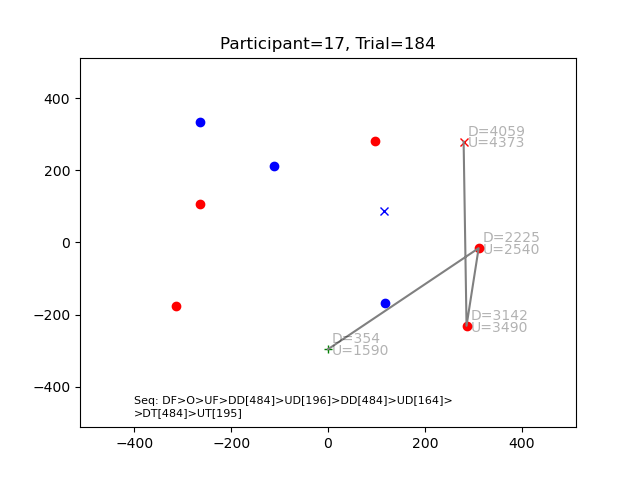 Participant=17, Trial=184
400
200
0
−200
−400
−400
−200
0
200
400
D=4059
U=4373
D=2225
U=2540
D=3142
U=3490
D=354
U=1590
Seq: DF>O>UF>DD[484]>UD[196]>DD[484]>UD[164]>
>DT[484]>UT[195]